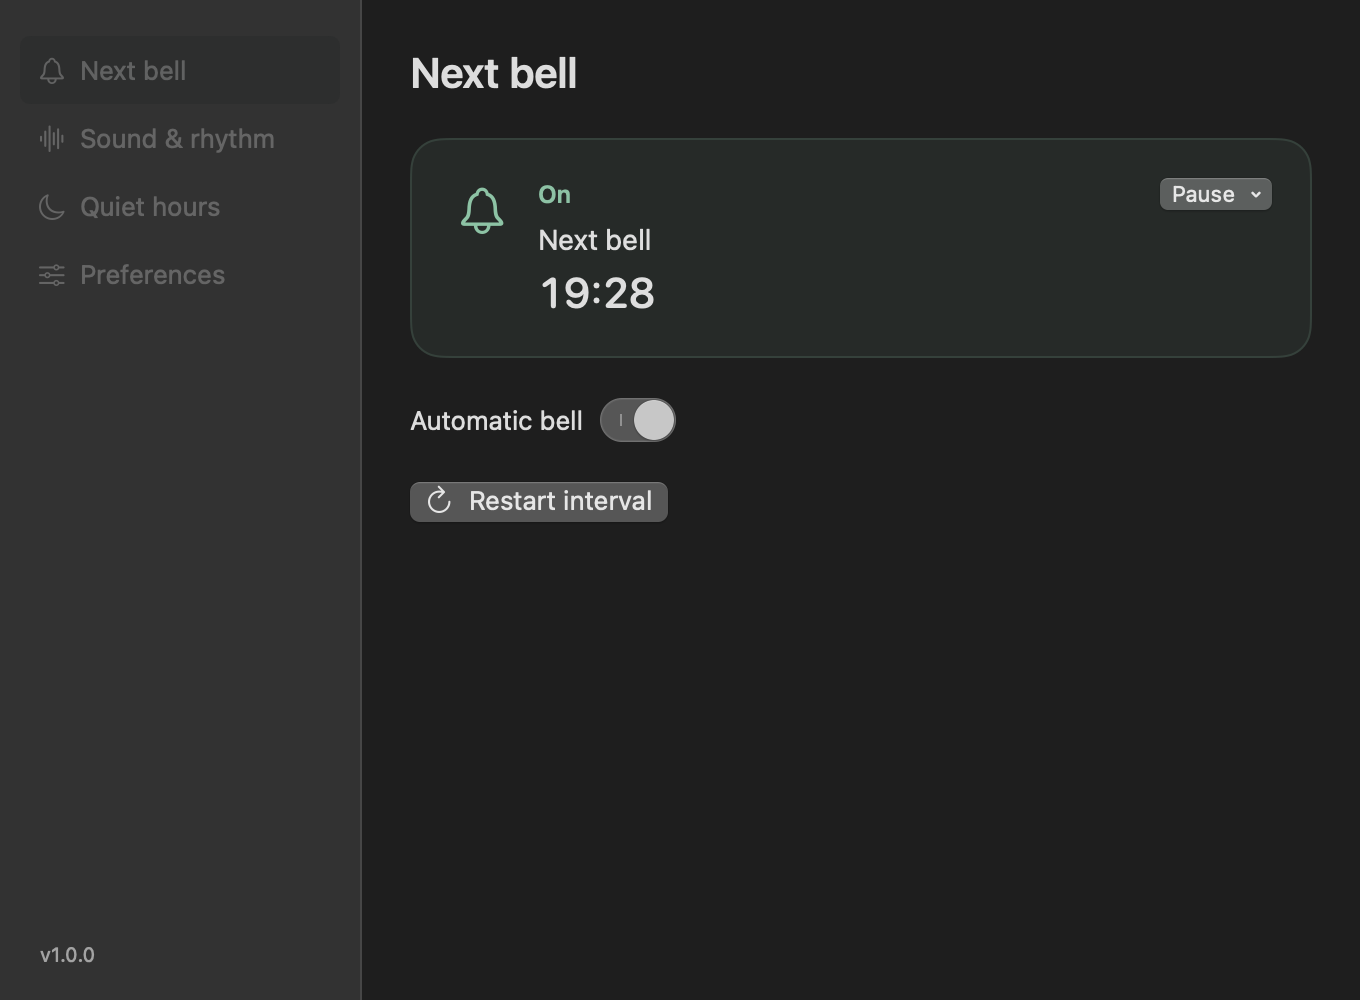 Next bell
Sound & rhythm
Quiet hours
Preferences
v1.0.0
Next bell
On
Pause
Next bell
19:28
Automatic bell
Restart interval